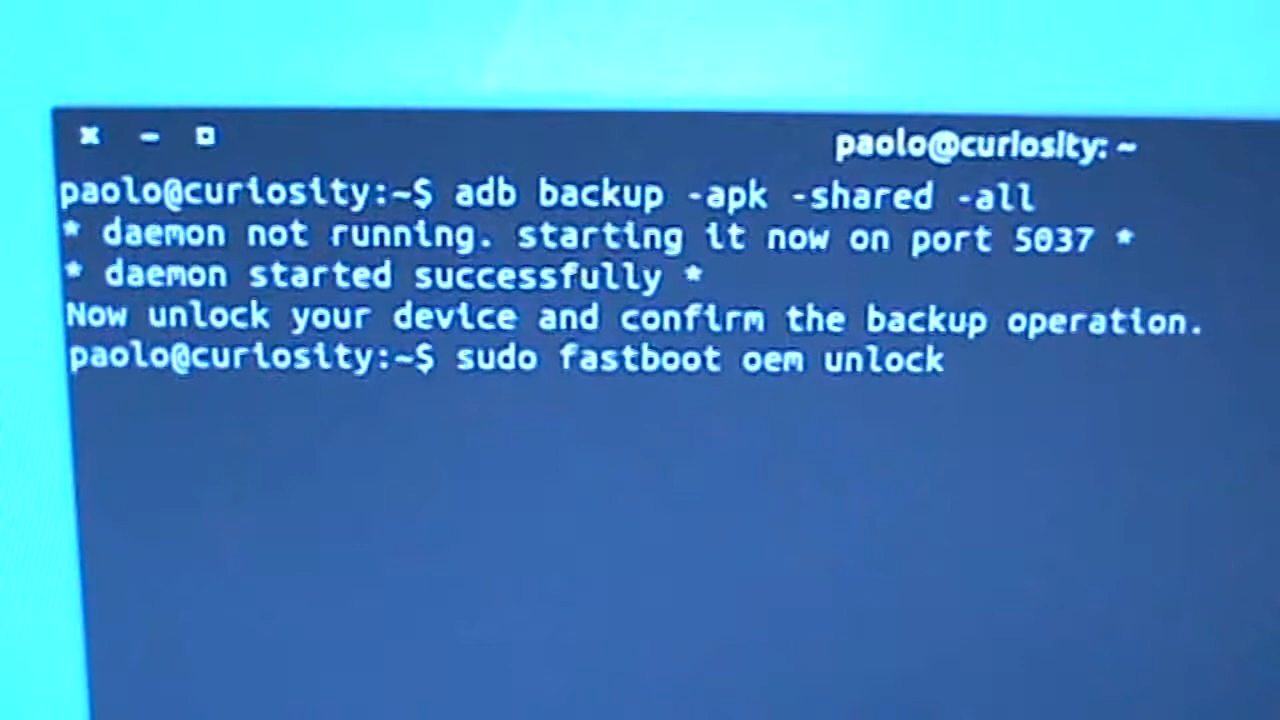 paolo@curiosity: ~
paolo@curiosity:~$ adb backup -apk -shared -all
* daemon not running. starting it now on port 5037 *
* daemon started successfully *
Now unlock your device and confirm the backup operation.
paolo@curiosity:~$ sudo fastboot oem unlock